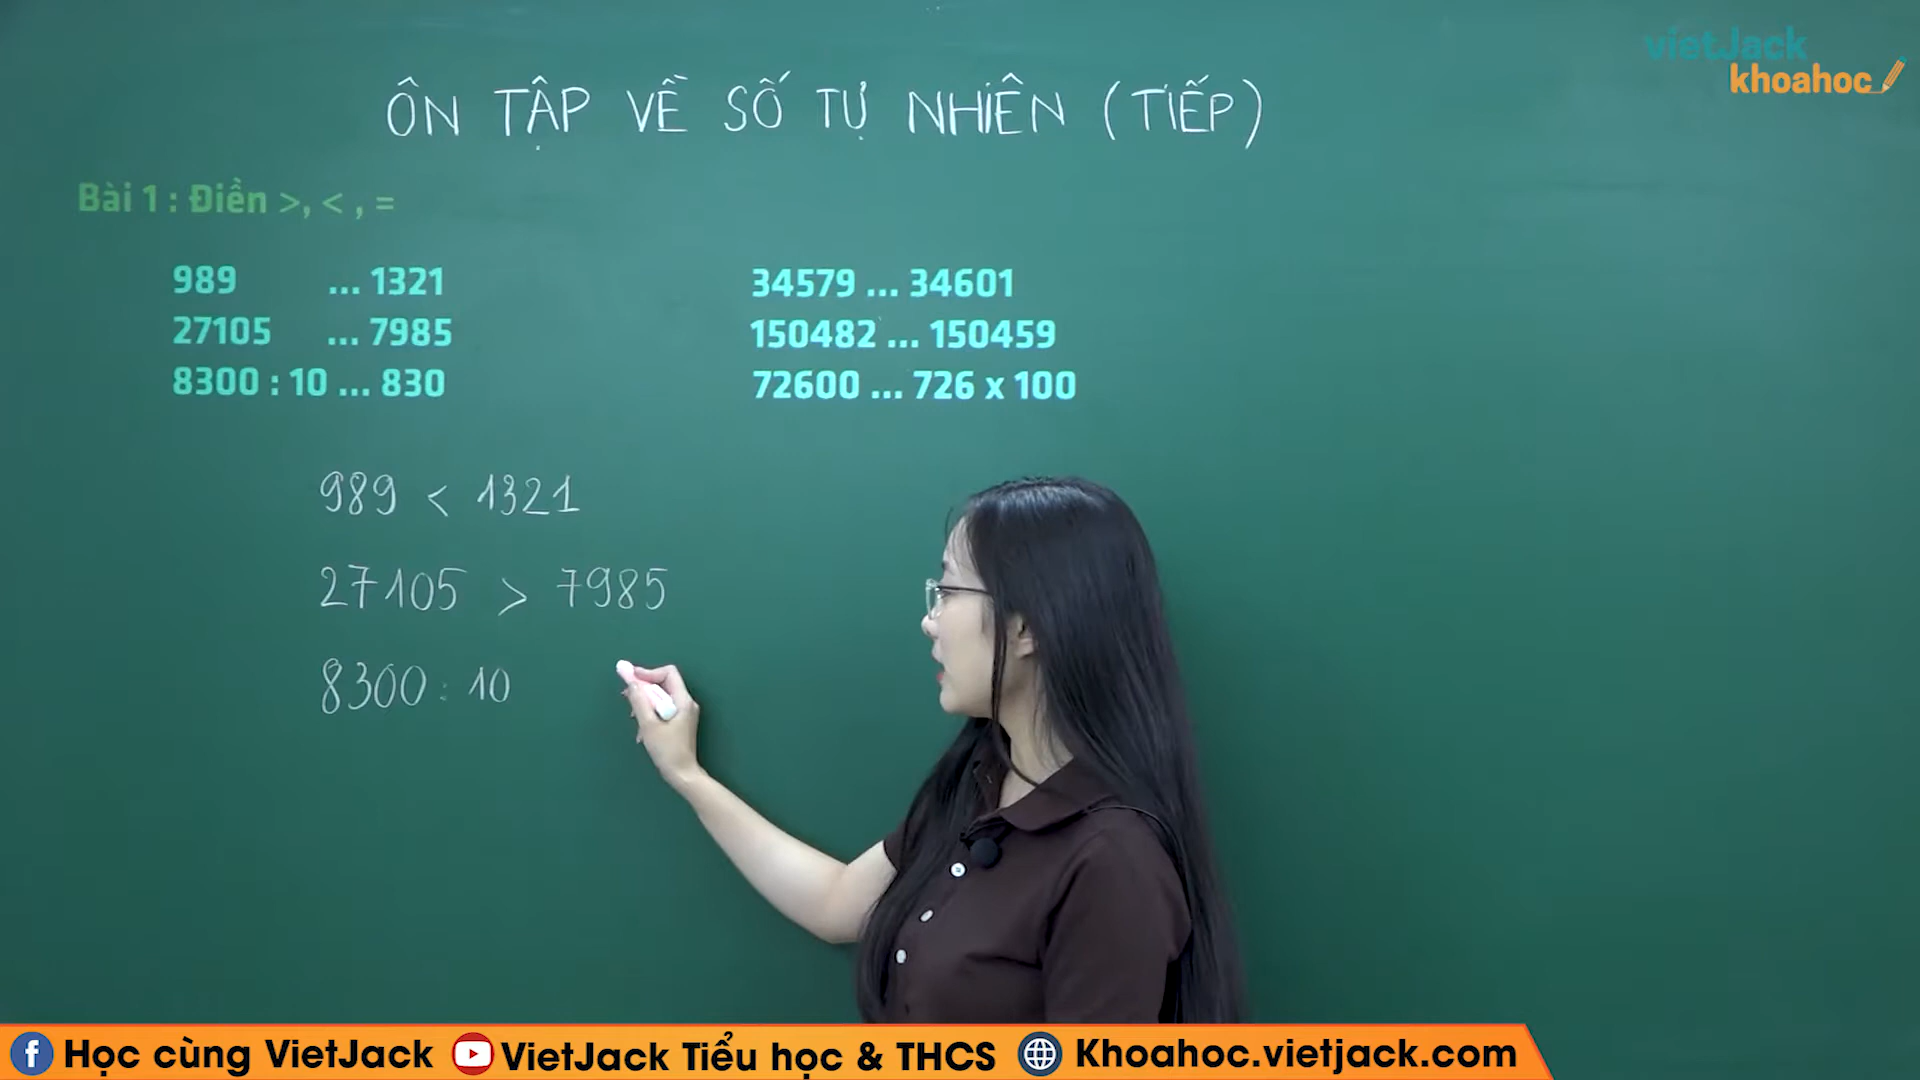 vietJack
khoahoc
ÔN TẬP VỀ SỐ TỰ NHIÊN (TIẾP)
Bài 1 : Điền >, < , =
989 ... 1321
27105 ... 7985
8300 : 10 ... 830
34579 ... 34601
150482 ... 150459
72600 ... 726 x 100
989 < 1321
27105 > 7985
8300 : 10
Học cùng VietJack VietJack Tiểu học & THCS Khoahoc.vietjack.com